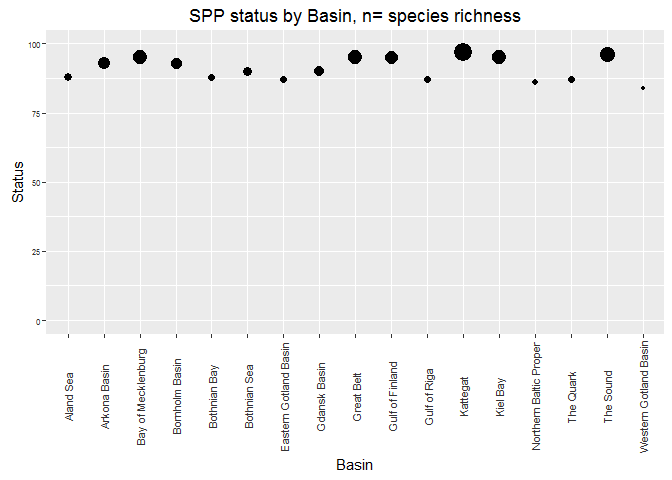 SPP status by Basin, n= species richness
100
75
50
25
0
Status
Aland Sea
Arkona Basin
Bay of Mecklenburg
Bornholm Basin
Bothnian Bay
Bothnian Sea
Eastern Gotland Basin
Gdansk Basin
Great Belt
Gulf of Finland
Gulf of Riga
Kattegat
Kiel Bay
Northern Baltic Proper
The Quark
The Sound
Western Gotland Basin
Basin